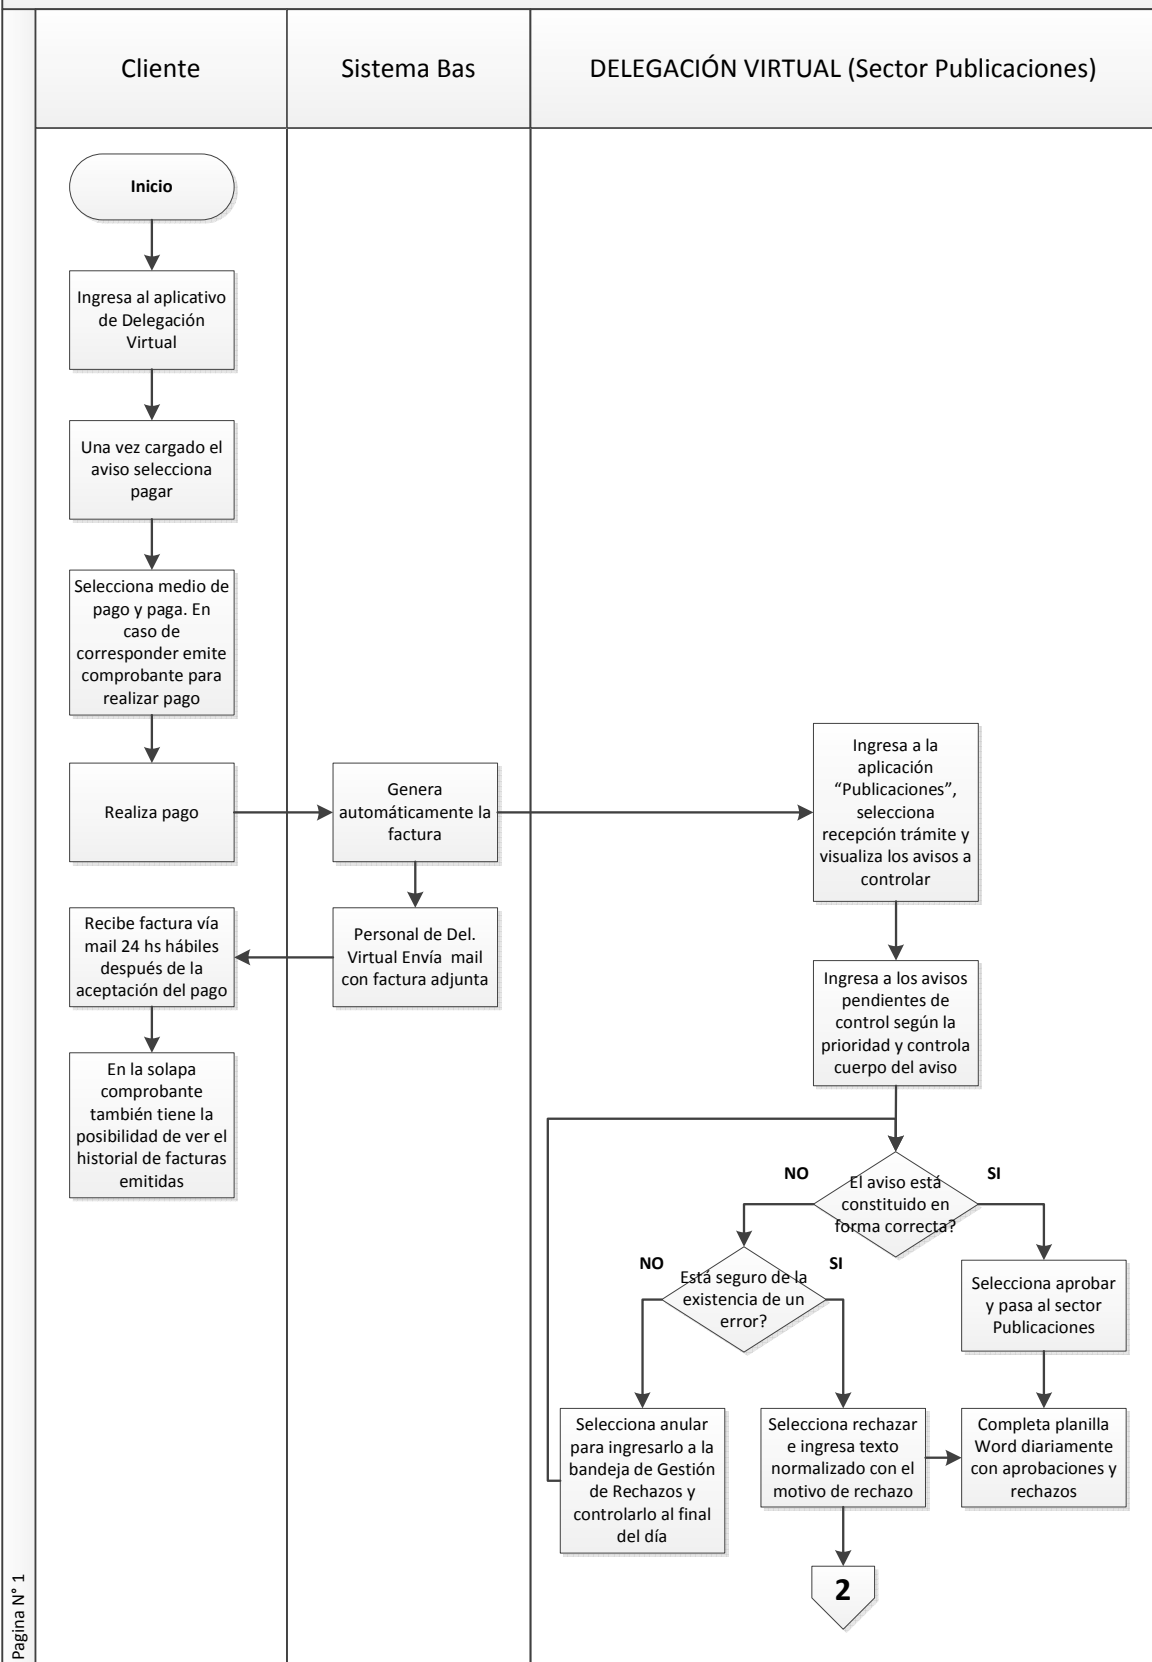 Cliente
Sistema Bas
DELEGACIÓN VIRTUAL (Sector Publicaciones)
Inicio
Ingresa al aplicativo
de Delegación
Virtual
Una vez cargado el
aviso selecciona
pagar
Selecciona medio de
pago y paga. En
caso de
corresponder emite
comprobante para
realizar pago
Realiza pago
Genera
automáticamente la
factura
Ingresa a la
aplicación
“Publicaciones”,
selecciona
recepción trámite y
visualiza los avisos a
controlar
Recibe factura vía
mail 24 hs hábiles
después de la
aceptación del pago
Personal de Del.
Virtual Envía  mail
con factura adjunta
Ingresa a los avisos
pendientes de
control según la
prioridad y controla
cuerpo del aviso
En la solapa
comprobante
también tiene la
posibilidad de ver el
historial de facturas
emitidas
NO
El aviso está
constituido en
forma correcta?
SI
NO
Está seguro de la
existencia de un
error?
SI
Selecciona aprobar
y pasa al sector
Publicaciones
Selecciona anular
para ingresarlo a la
bandeja de Gestión
de Rechazos y
controlarlo al final
del día
Selecciona rechazar
e ingresa texto
normalizado con el
motivo de rechazo
Completa planilla
Word diariamente
con aprobaciones y
rechazos
2
Pagina N° 1